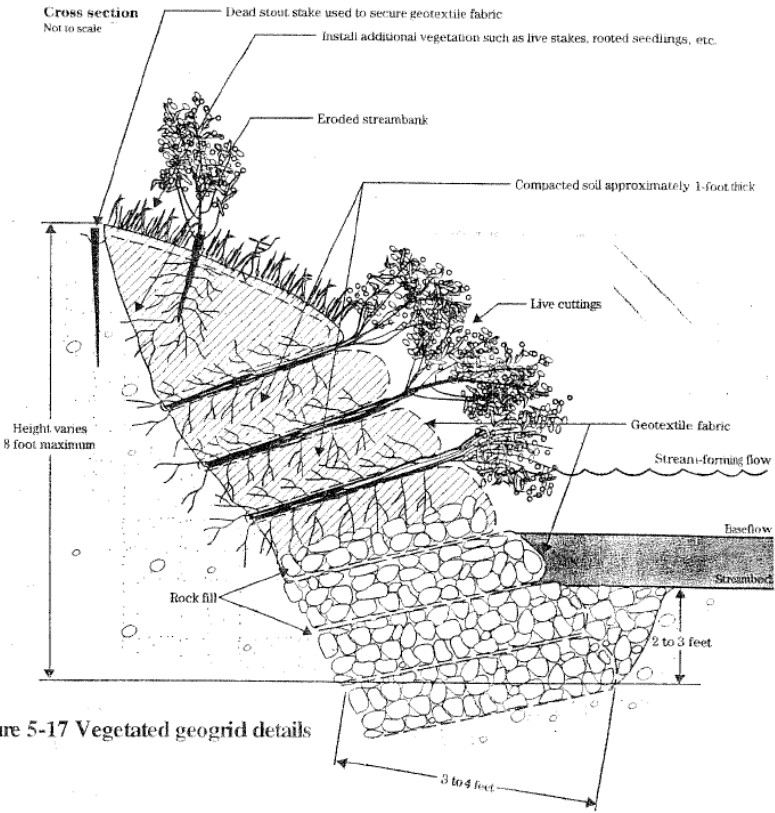 Cross section
Not to scale
Dead stout stake used to secure geotextile fabric
Install additional vegetation such as live stakes, rooted seedlings, etc.
Eroded streambank
Compacted soil approximately 1-foot thick
Live cuttings
Height varies
8 foot maximum
Geotextile fabric
Stream-forming flow
Baseflow
Streambed
Rock fill
2 to 3 feet
ure 5-17 Vegetated geogrid details
3 to 4 feet